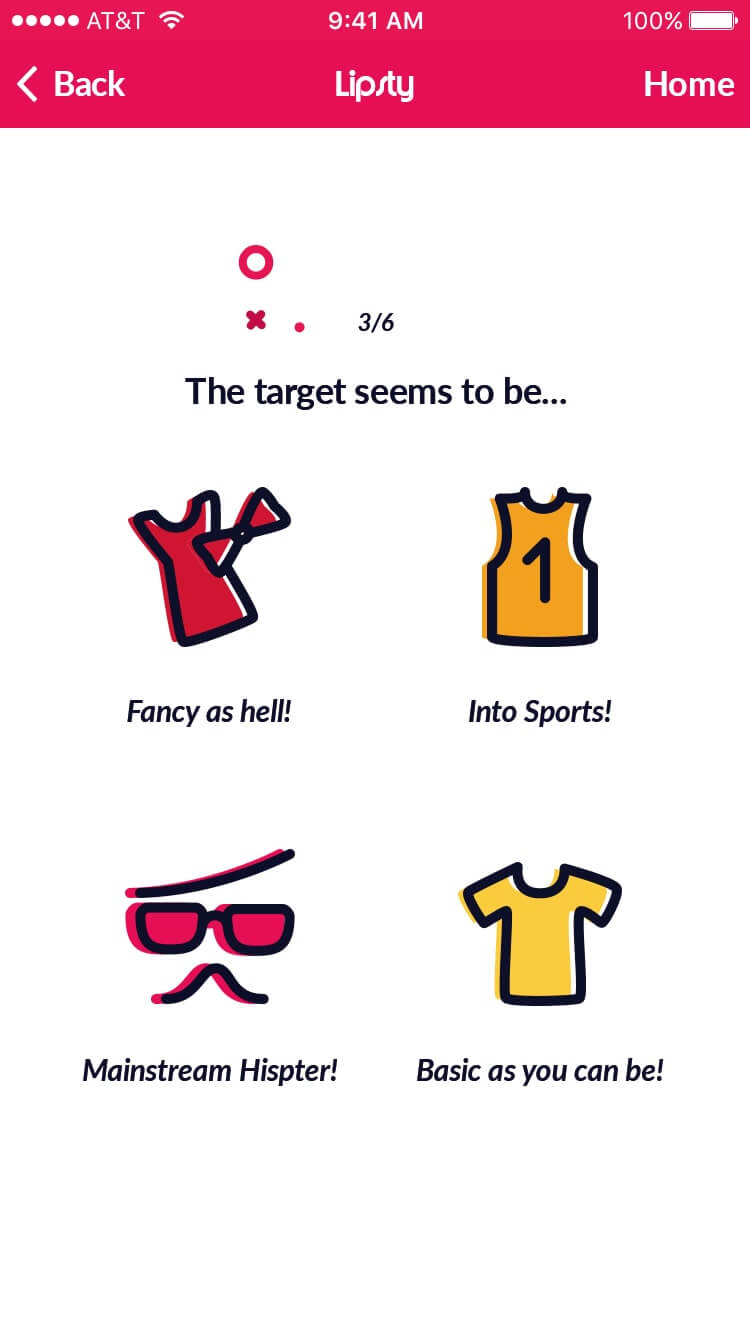 AT&T 9:41 AM 100%
Back Lipsty Home
3/6
The target seems to be...
1
Fancy as hell! Into Sports!
Mainstream Hispter! Basic as you can be!